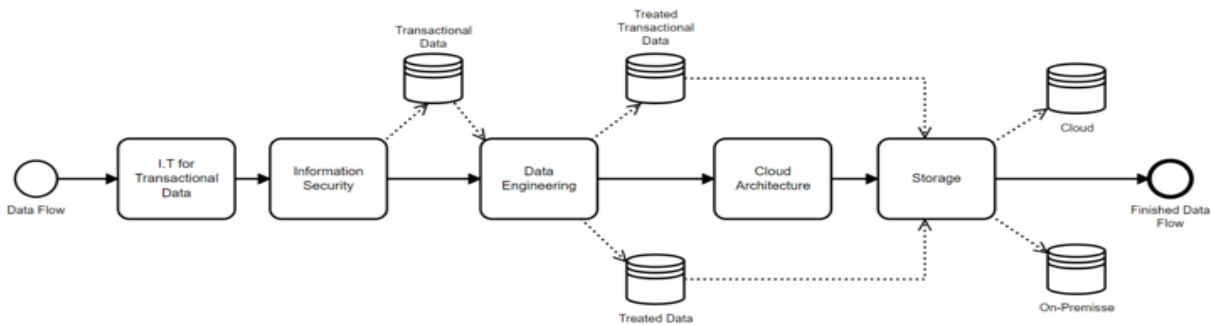 Transactional
Data
Treated
Transactional
Data
Cloud
I.T for
Transactional
Data
Information
Security
Data
Engineering
Cloud
Architecture
Storage
Data Flow
Finished Data
Flow
Treated Data
On-Premisse